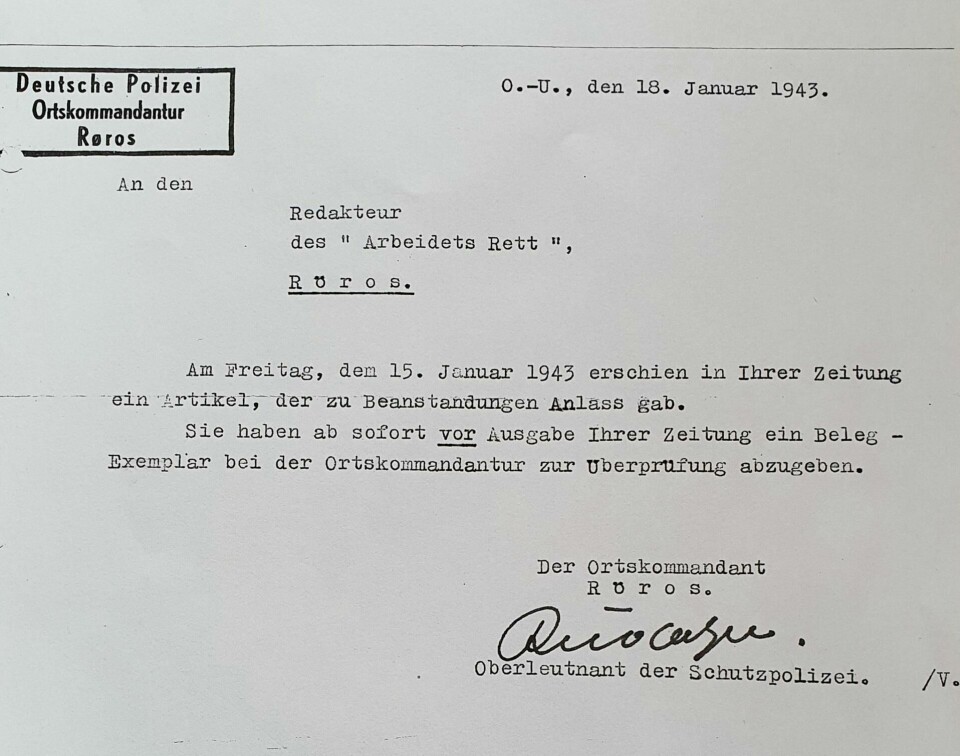 Deutsche Polizei
Ortskommandantur
Røros
O.-U., den 18. Januar 1943.
An den
Redakteur
des " Arbeidets Rett ",
R ö r o s.
Am Freitag, dem 15. Januar 1943 erschien in Ihrer Zeitung
ein Artikel, der zu Beanstandungen Anlass gab.
Sie haben ab sofort vor Ausgabe Ihrer Zeitung ein Beleg -
Exemplar bei der Ortskommandantur zur Überprüfung abzugeben.
Der Ortskommandant
R ö r o s.
Oberleutnant der Schutzpolizei.
/V.